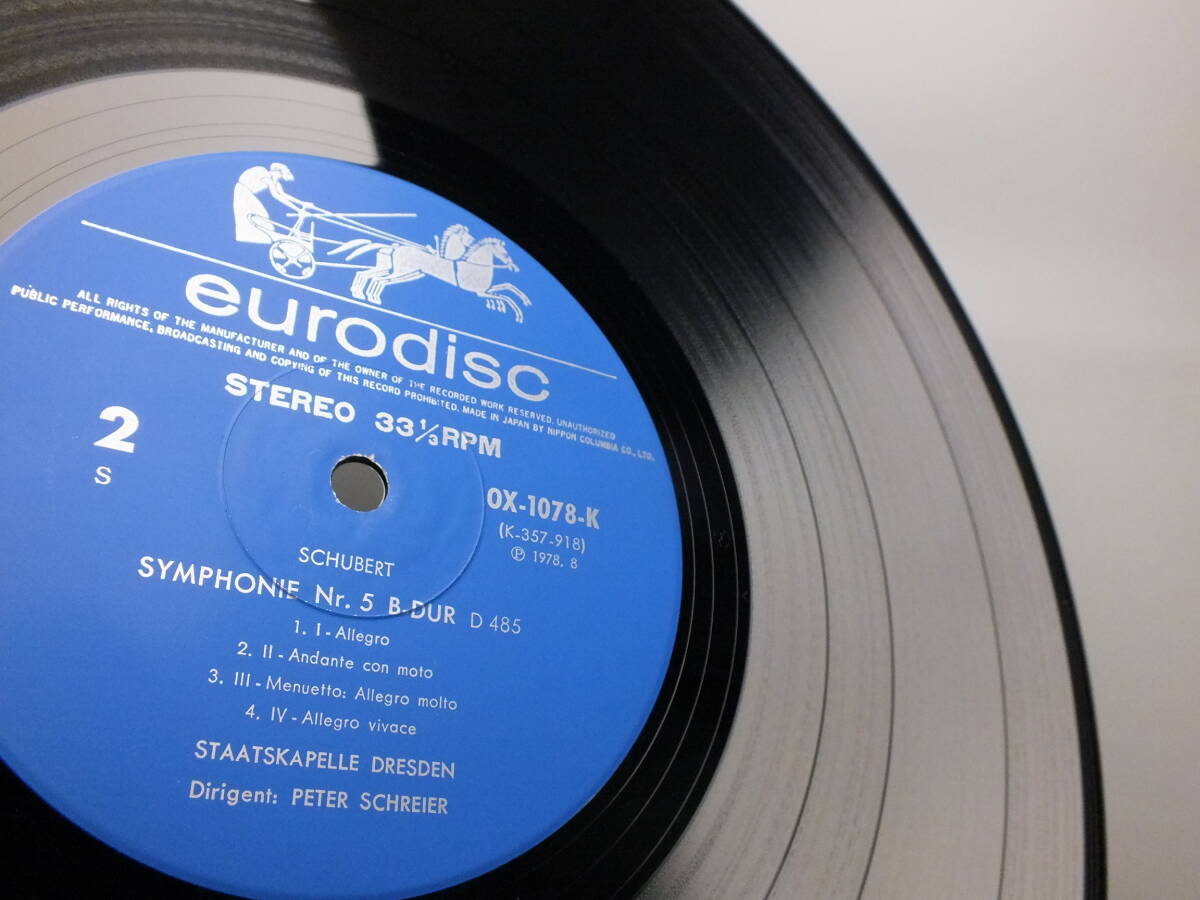 eurodisc
ALL RIGHTS OF THE MANUFACTURER AND OF THE OWNER OF THE RECORDED WORK RESERVED. UNAUTHORIZED
PUBLIC PERFORMANCE, BROADCASTING AND COPYING OF THIS RECORD PROHIBITED. MADE IN JAPAN BY NIPPON COLUMBIA CO., LTD.
STEREO 33⅓RPM
2
S
OX-1078-K
(K-357-918)
Ⓟ 1978. 8
SCHUBERT
SYMPHONIE Nr. 5 B-DUR D 485
1. I-Allegro
2. II-Andante con moto
3. III-Menuetto: Allegro molto
4. IV-Allegro vivace
STAATSKAPELLE DRESDEN
Dirigent: PETER SCHREIER